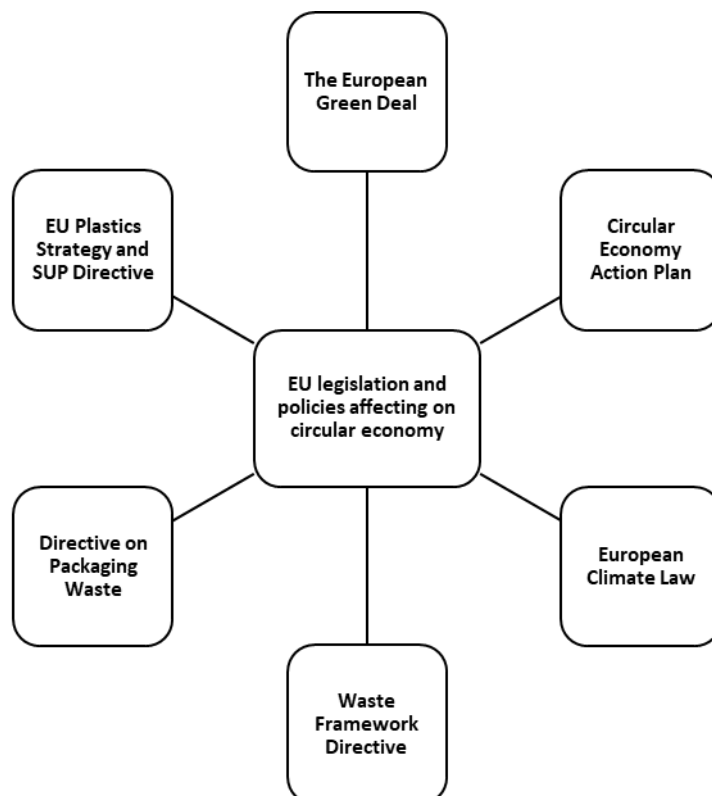 The European
Green Deal
EU Plastics
Strategy and
SUP Directive
Circular
Economy
Action Plan
EU legislation and
policies affecting on
circular economy
Directive on
Packaging
Waste
European
Climate Law
Waste
Framework
Directive